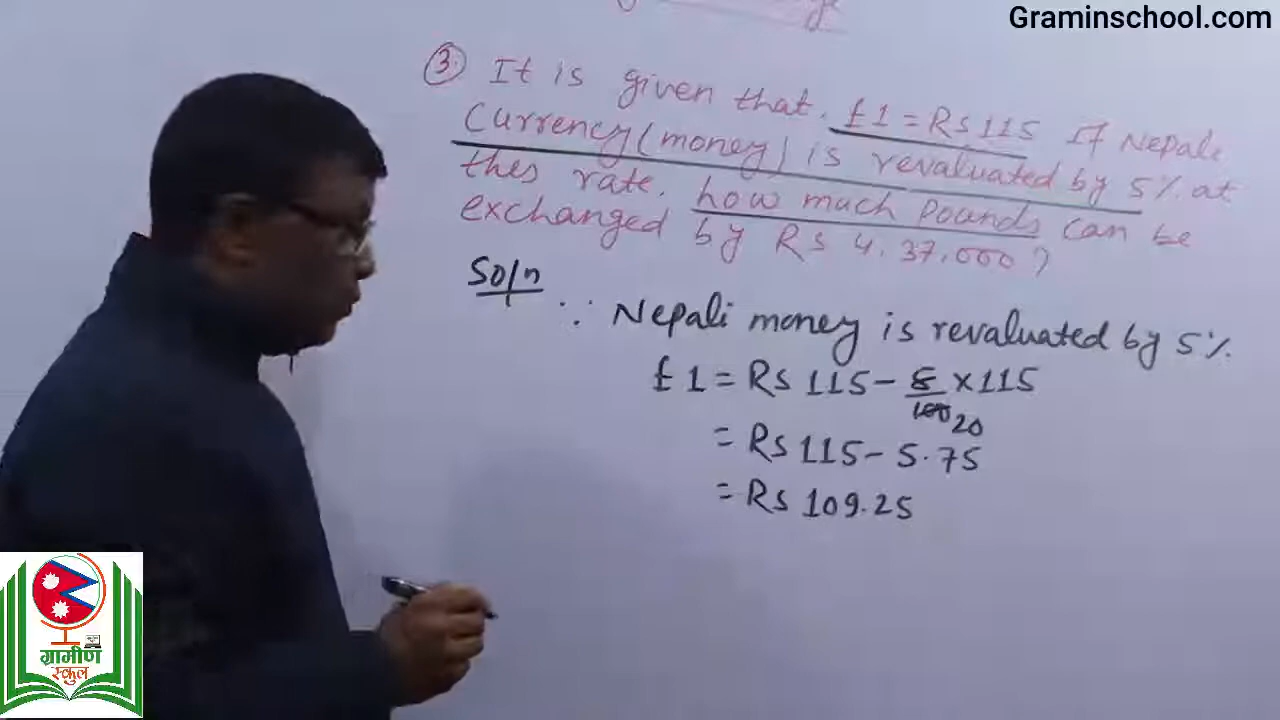 Graminschool.com
③. It is given that, £1 = Rs 115 If Nepali
Currency (money) is revaluated by 5% at
this rate, how much pounds can be
exchanged by Rs 4,37,000?
Soln
∵ Nepali money is revaluated by 5%
£ 1 = Rs 115 - 5/100 20 × 115
= Rs 115 - 5.75
= Rs 109.25
ग्रामीण
स्कुल